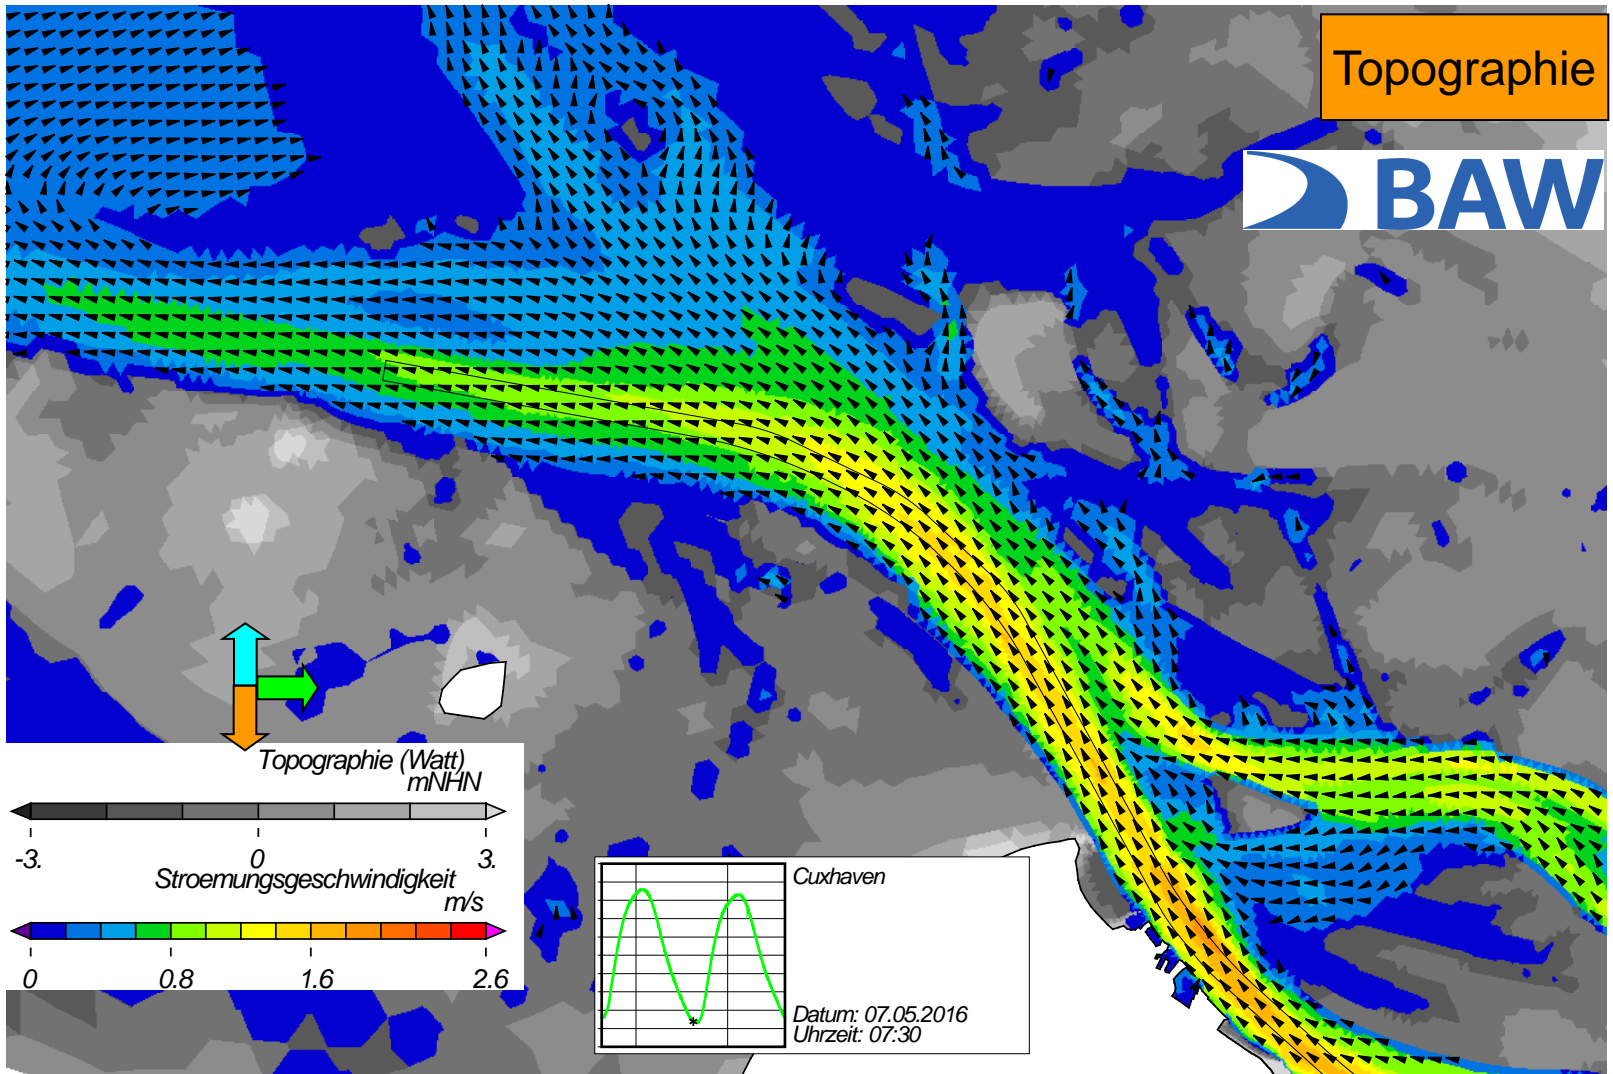 Topographie
BAW
Topographie (Watt)
mNHN
-3. 0 3.
Stroemungsgeschwindigkeit
m/s
0 0.8 1.6 2.6
Cuxhaven
Datum: 07.05.2016
Uhrzeit: 07:30